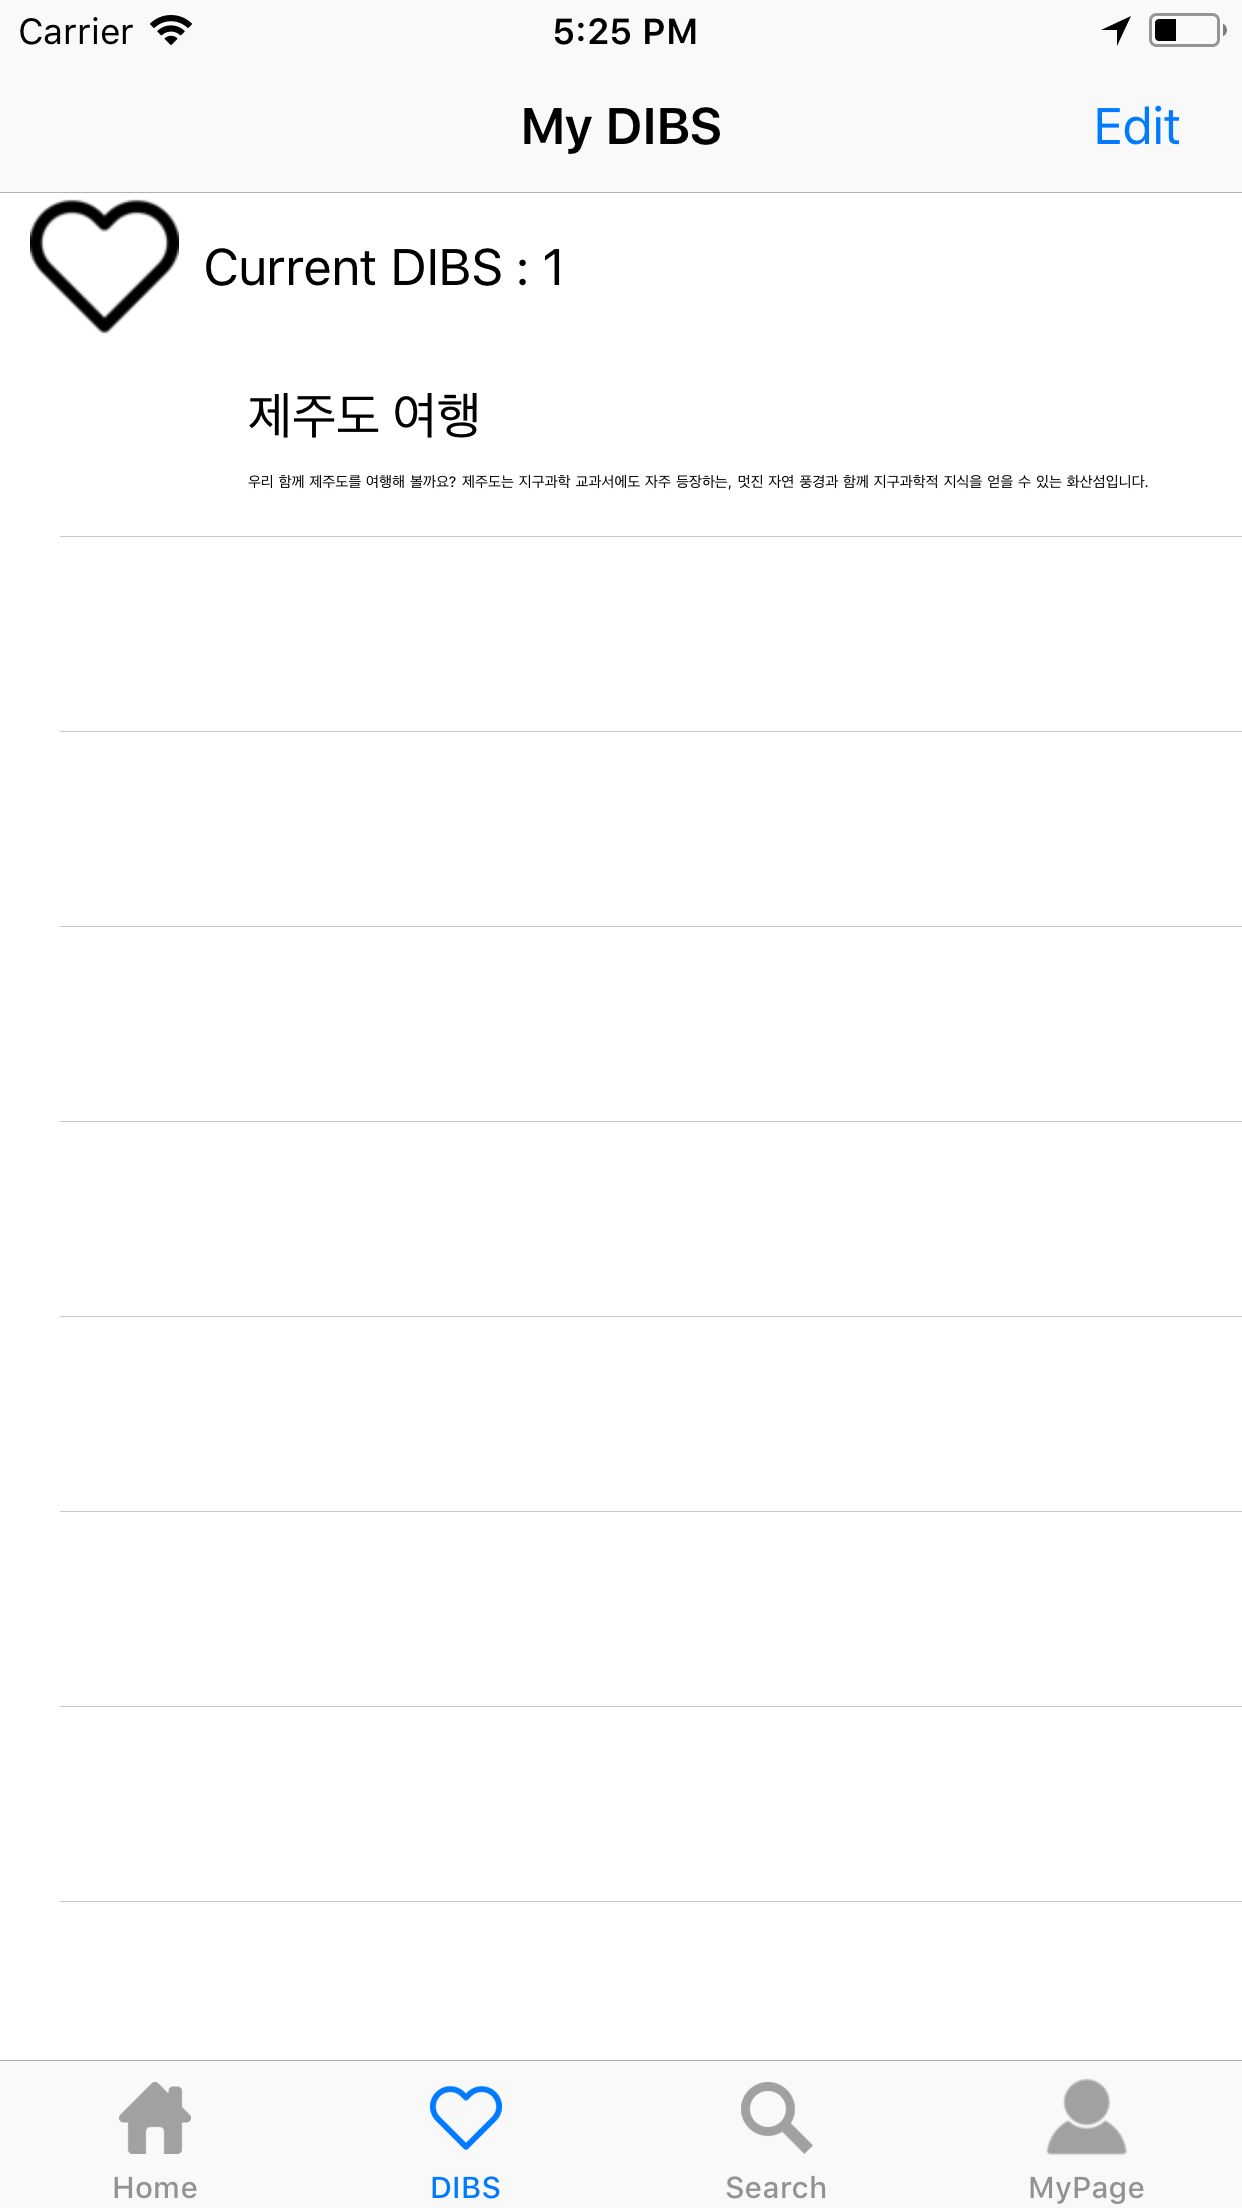 Carrier
5:25 PM
My DIBS
Edit
Current DIBS : 1
제주도 여행
우리 함께 제주도를 여행해 볼까요? 제주도는 지구과학 교과서에도 자주 등장하는, 멋진 자연 풍경과 함께 지구과학적 지식을 얻을 수 있는 화산섬입니다.
Home
DIBS
Search
MyPage